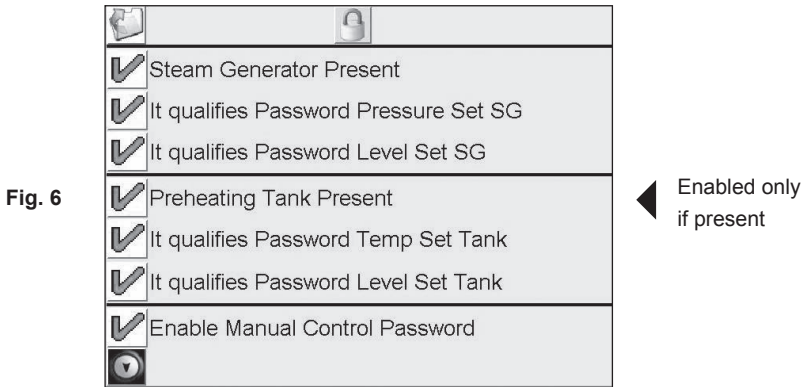 Steam Generator Present
It qualifies Password Pressure Set SG
It qualifies Password Level Set SG
Fig. 6
Preheating Tank Present
Enabled only
if present
It qualifies Password Temp Set Tank
It qualifies Password Level Set Tank
Enable Manual Control Password